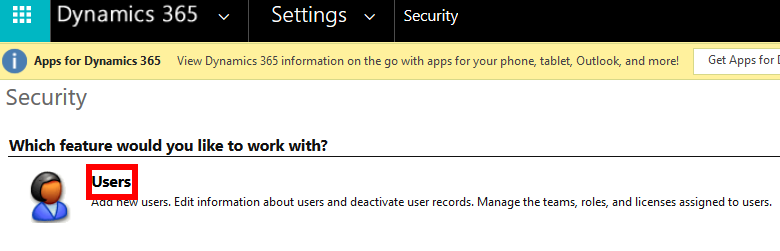 Dynamics 365 Settings Security
Apps for Dynamics 365 View Dynamics 365 information on the go with apps for your phone, tablet, Outlook, and more! Get Apps for
Security
Which feature would you like to work with?
Users
Add new users. Edit information about users and deactivate user records. Manage the teams, roles, and licenses assigned to users.